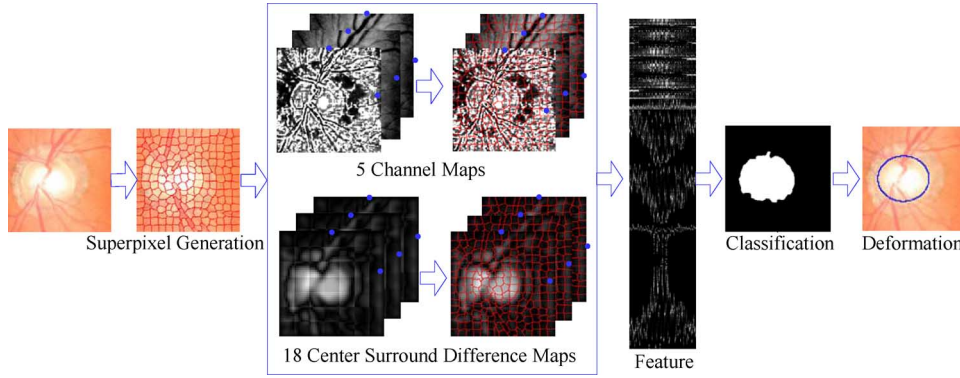 5 Channel Maps
Superpixel Generation
18 Center Surround Difference Maps
Feature
Classification
Deformation